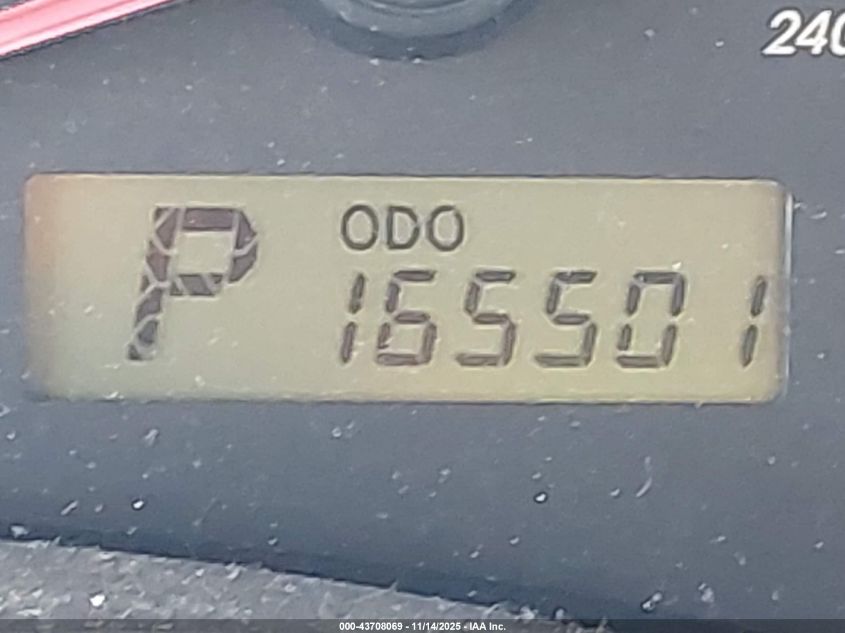 240
P ODO
165501
000-43708069 - 11/14/2025 - IAA Inc.